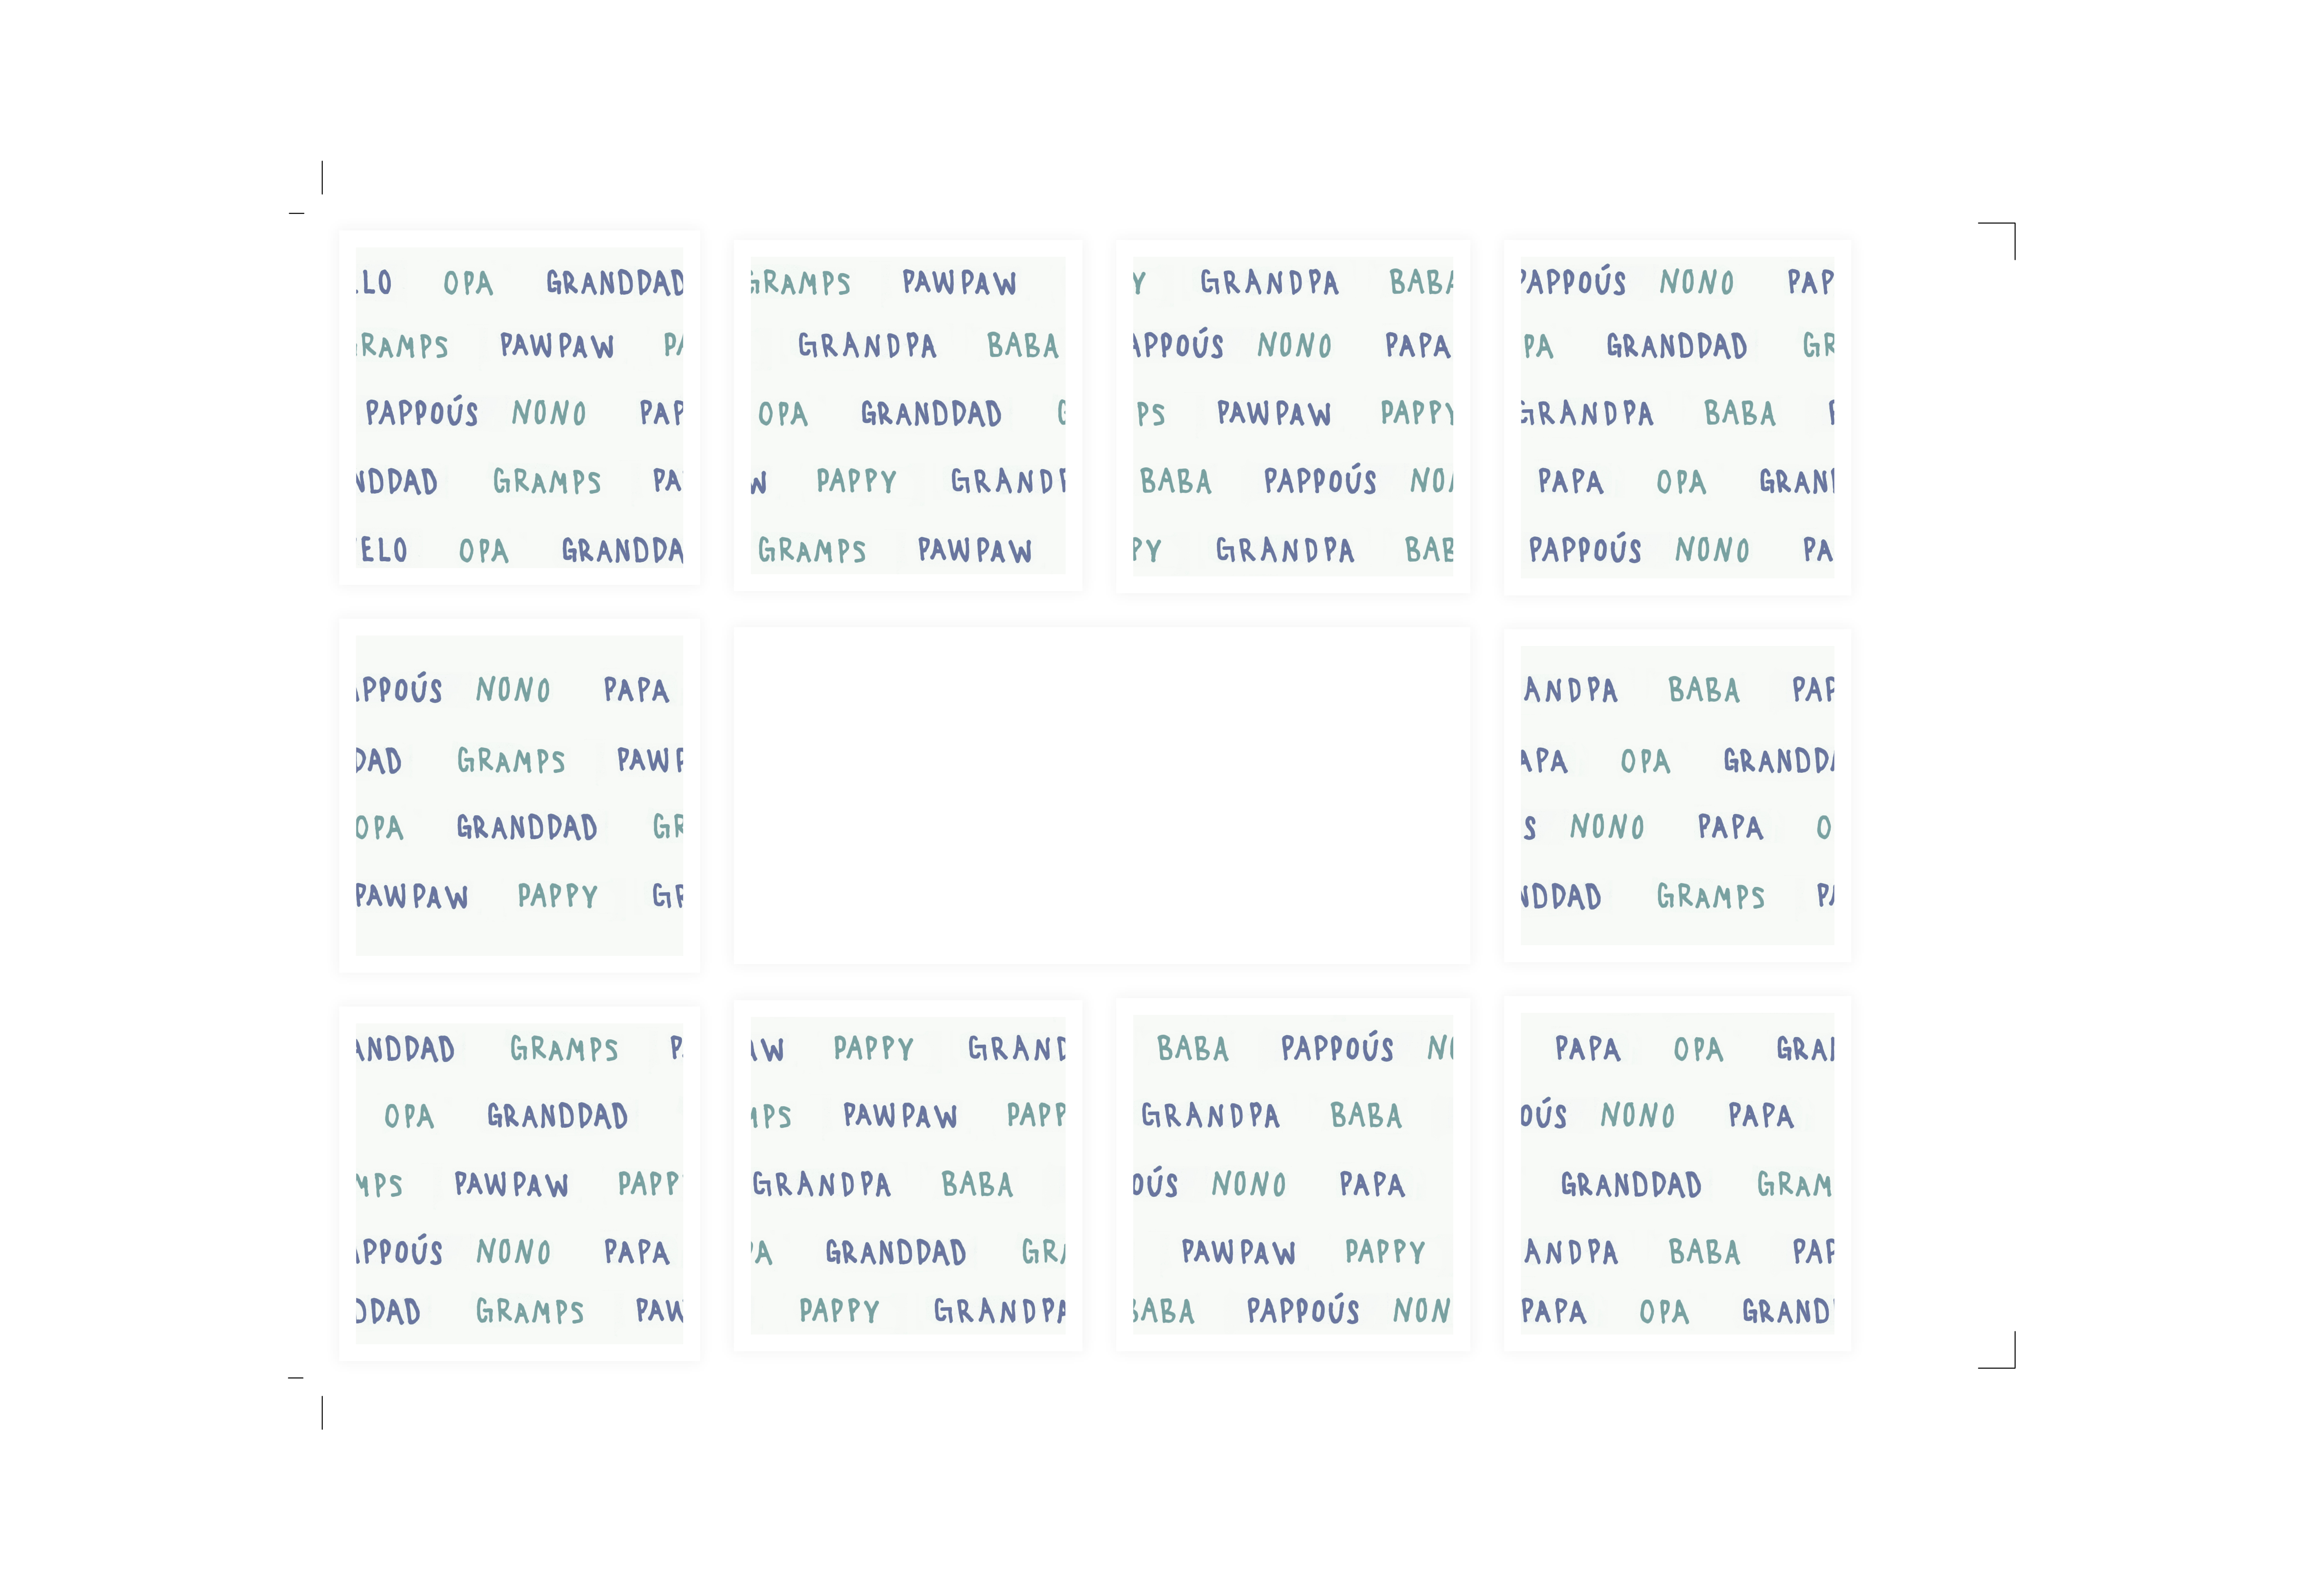 LO OPA GRANDDAD
RAMPS PAWPAW PA
PAPPOÚS NONO PAP
NDDAD GRAMPS PA
ELO OPA GRANDDA
GRAMPS PAWPAW
GRANDPA BABA
OPA GRANDDAD G
W PAPPY GRANDP
GRAMPS PAWPAW
Y GRANDPA BABA
APPOÚS NONO PAPA
PS PAWPAW PAPPY
BABA PAPPOÚS NO
PY GRANDPA BAB
PAPPOÚS NONO PAP
PA GRANDDAD GR
GRANDPA BABA P
PAPA OPA GRAN
PAPPOÚS NONO PA
APPOÚS NONO PAPA
DAD GRAMPS PAWP
OPA GRANDDAD GR
PAWPAW PAPPY GR
ANDPA BABA PAP
APA OPA GRANDDA
S NONO PAPA O
NDDAD GRAMPS PA
ANDDAD GRAMPS P
OPA GRANDDAD
MPS PAWPAW PAPPY
APPOÚS NONO PAPA
DDAD GRAMPS PAW
AW PAPPY GRAND
MPS PAWPAW PAPP
GRANDPA BABA
PA GRANDDAD GRA
PAPPY GRANDPA
BABA PAPPOÚS NO
GRANDPA BABA
OÚS NONO PAPA
PAWPAW PAPPY
BABA PAPPOÚS NON
PAPA OPA GRA
OÚS NONO PAPA
GRANDDAD GRAM
ANDPA BABA PAP
PAPA OPA GRAND